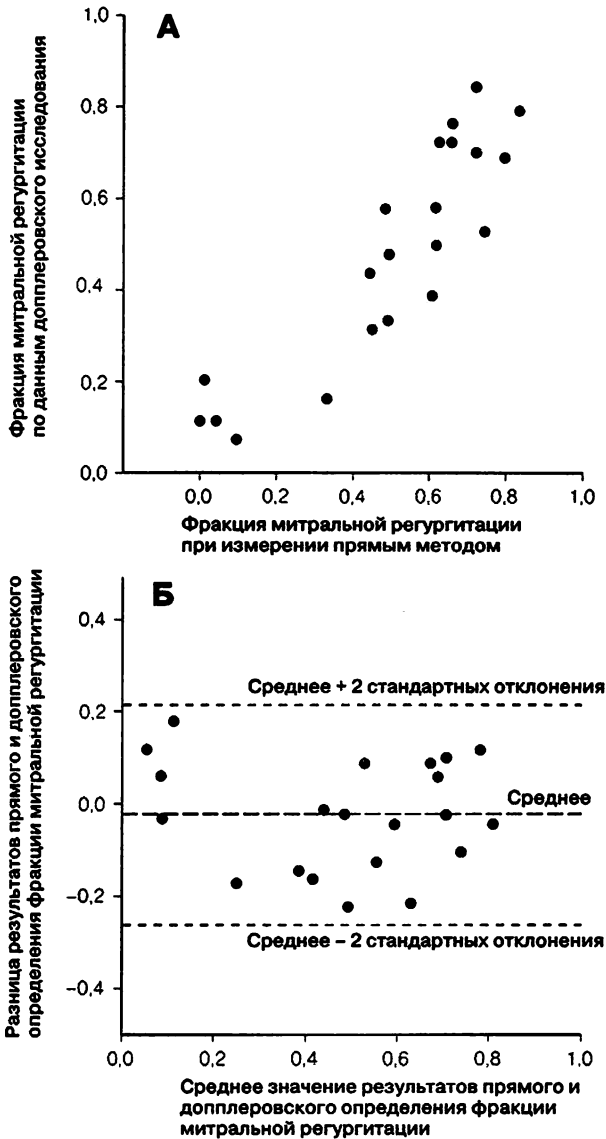 А
1,0
0,8
0,6
0,4
0,2
0,0
Фракция митральной регургитации
по данным допплеровского исследования
0,0 0,2 0,4 0,6 0,8 1,0
Фракция митральной регургитации
при измерении прямым методом
Б
0,4
0,2
0,0
−0,2
−0,4
Разница результатов прямого и допплеровского
определения фракции митральной регургитации
Среднее + 2 стандартных отклонения
Среднее
Среднее − 2 стандартных отклонения
0,0 0,2 0,4 0,6 0,8 1,0
Среднее значение результатов прямого и
допплеровского определения фракции
митральной регургитации